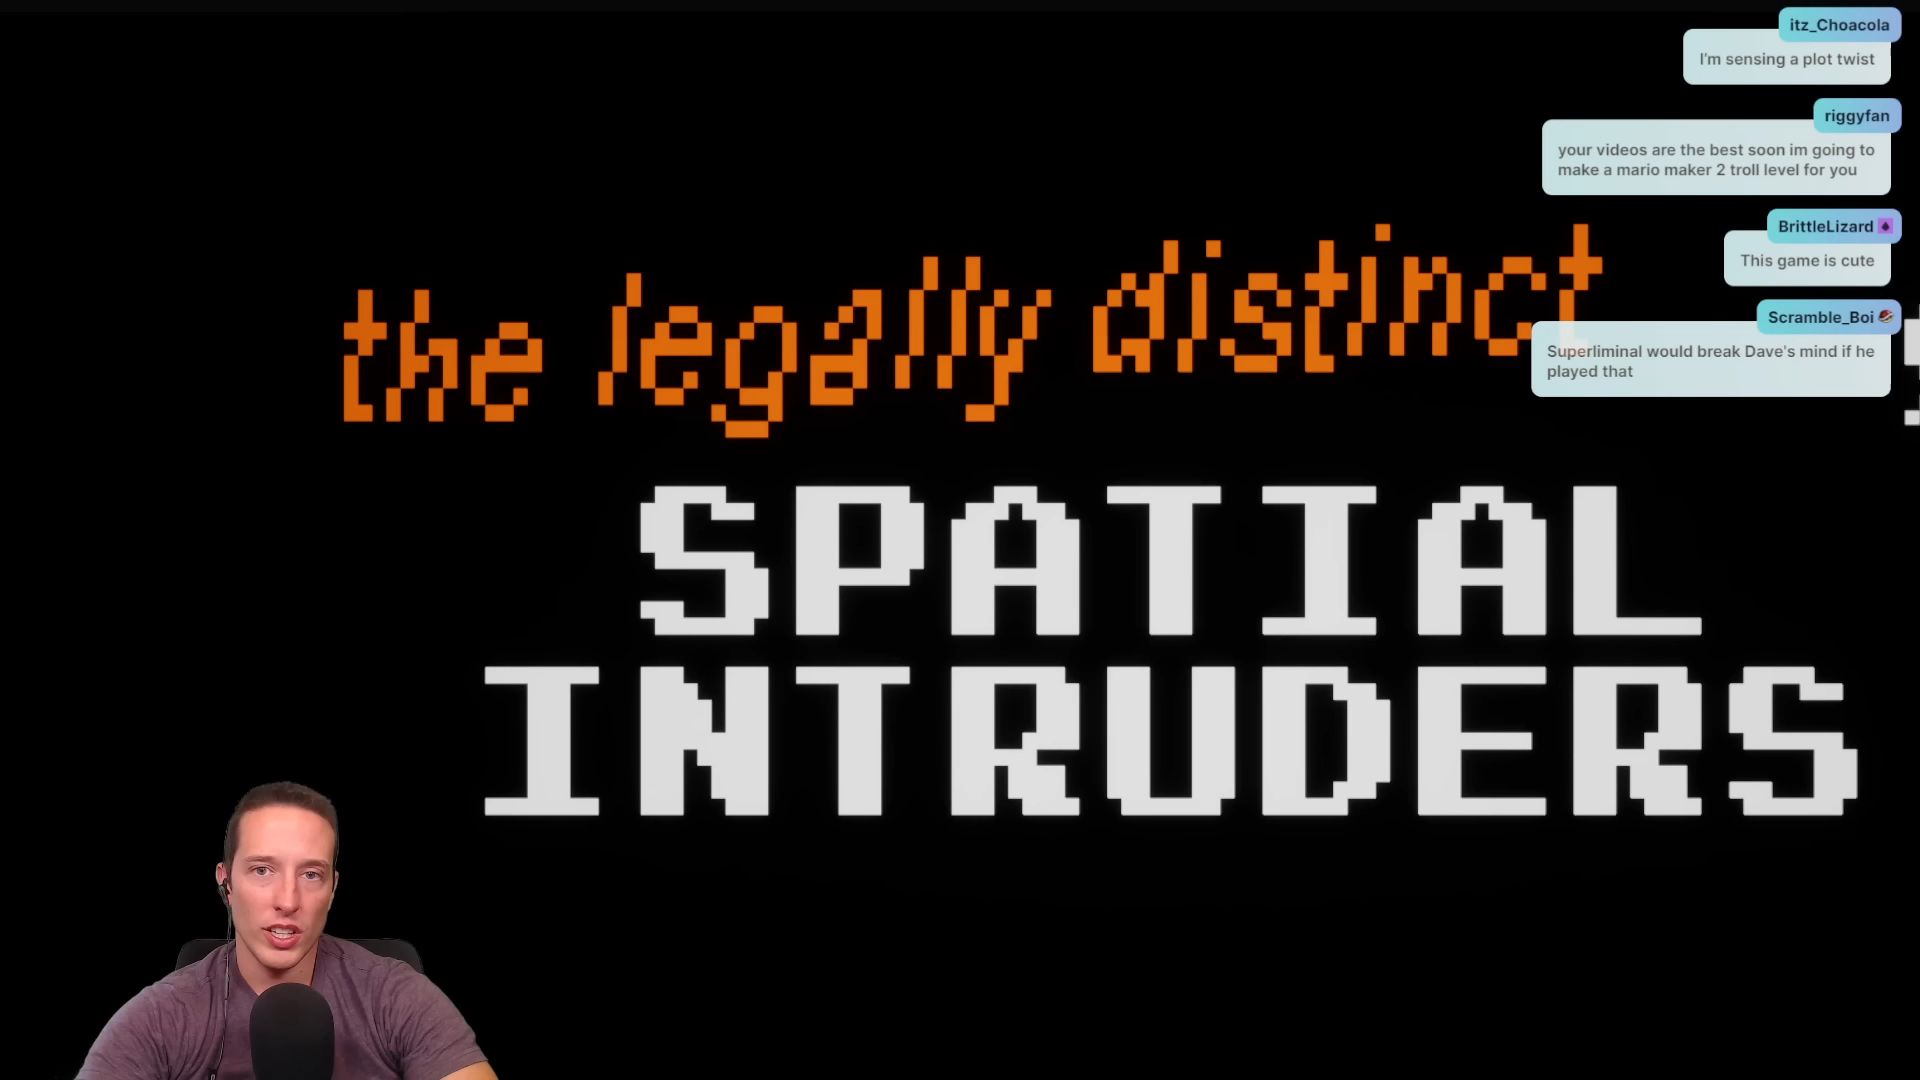 itz_Choacola
I'm sensing a plot twist
riggyfan
your videos are the best soon im going to
make a mario maker 2 troll level for you
BrittleLizard
This game is cute
Scramble_Boi
Superliminal would break Dave's mind if he
played that
the legally distinct
SPATIAL
INTRUDERS